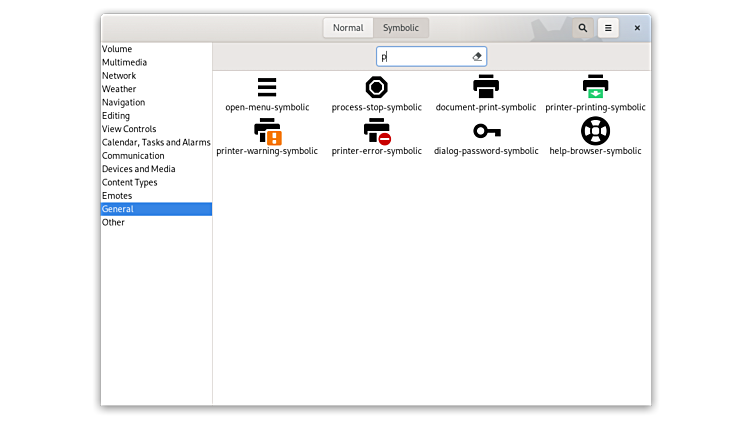 Normal
Symbolic
p
Volume
Multimedia
Network
Weather
Navigation
Editing
View Controls
Calendar, Tasks and Alarms
Communication
Devices and Media
Content Types
Emotes
General
Other
open-menu-symbolic
process-stop-symbolic
document-print-symbolic
printer-printing-symbolic
printer-warning-symbolic
printer-error-symbolic
dialog-password-symbolic
help-browser-symbolic